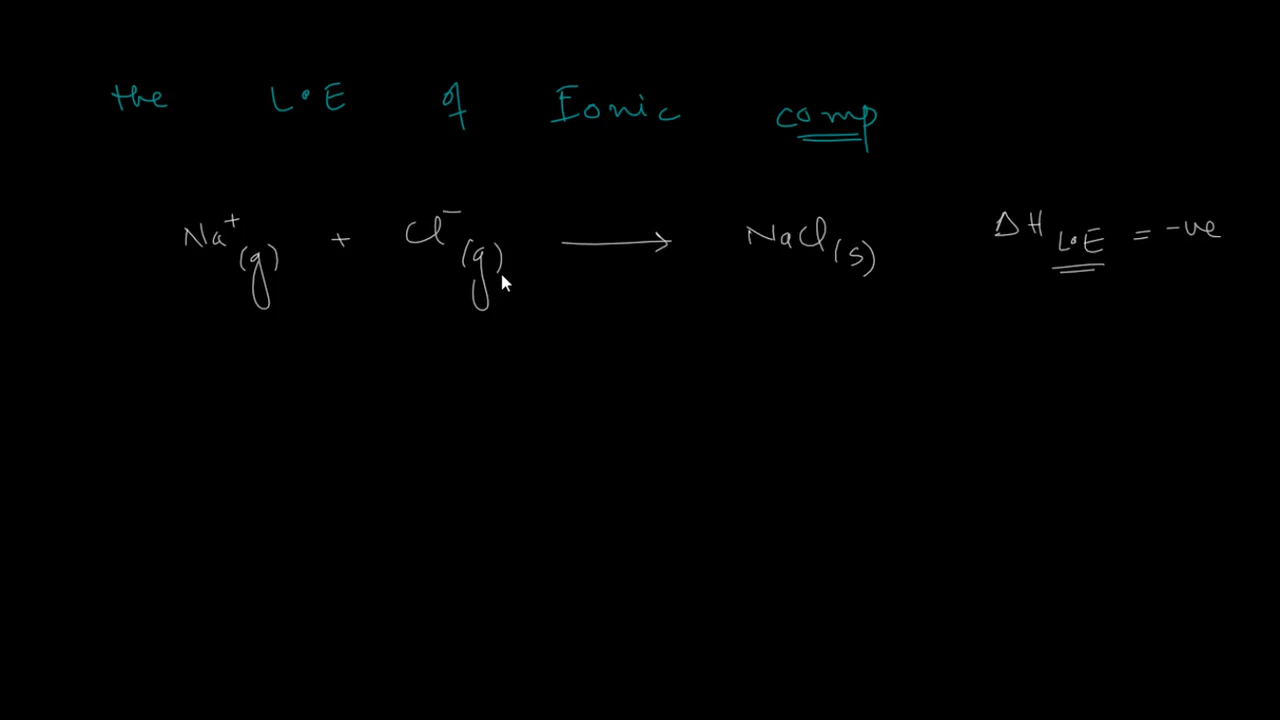 the L.E of Ionic comp
Na⁺(g) + Cl⁻(g) ⟶ NaCl(s) ΔH L.E = -ve